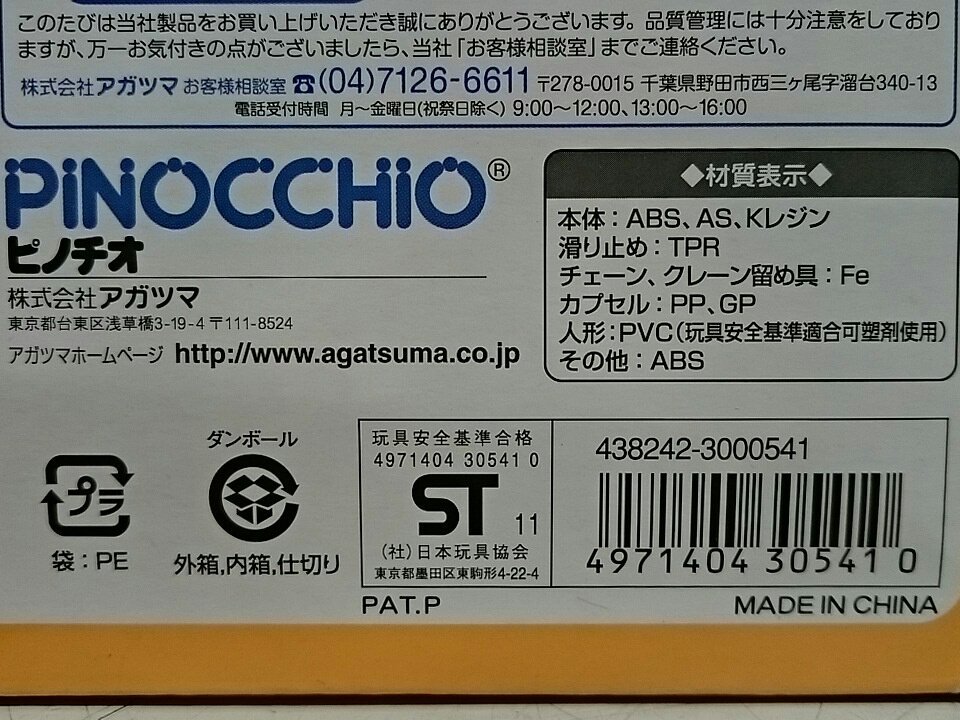 このたびは当社製品をお買い上げいただき誠にありがとうございます。品質管理には十分注意をしており
ますが、万一お気付きの点がございましたら、当社「お客様相談室」までご連絡ください。
株式会社アガツマ お客様相談室 ☎(04)7126-6611 〒278-0015 千葉県野田市西三ヶ尾字溜台340-13
電話受付時間 月～金曜日(祝祭日除く) 9:00～12:00、13:00～16:00
PiNOCCHiO®
ピノチオ
株式会社アガツマ
東京都台東区浅草橋3-19-4 〒111-8524
アガツマホームページ http://www.agatsuma.co.jp
◆材質表示◆
本体：ABS、AS、Kレジン
滑り止め：TPR
チェーン、クレーン留め具：Fe
カプセル：PP、GP
人形：PVC（玩具安全基準適合可塑剤使用）
その他：ABS
プラ
袋：PE
ダンボール
外箱,内箱,仕切り
玩具安全基準合格
4971404 30541 0
ST 11
(社)日本玩具協会
東京都墨田区東駒形4-22-4
438242-3000541
4971404 305410
PAT.P
MADE IN CHINA